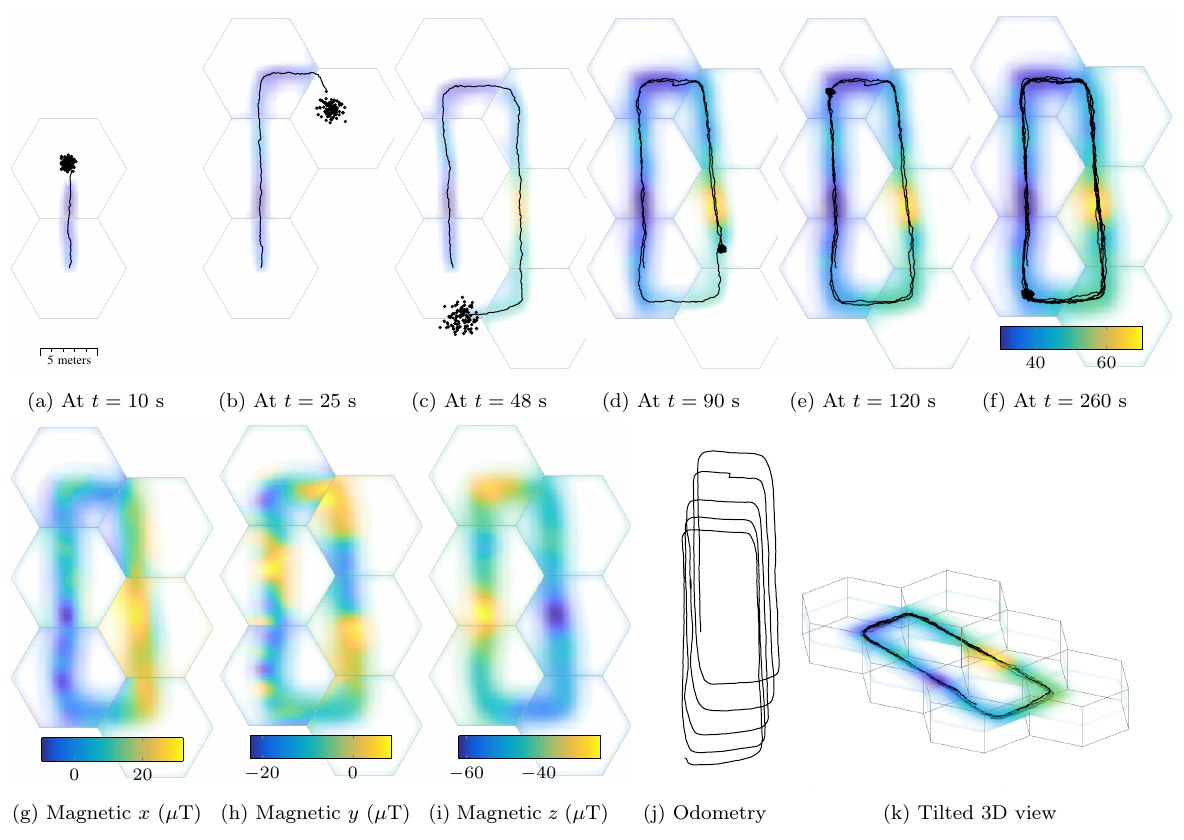 5 meters
40 60
(a) At t = 10 s (b) At t = 25 s (c) At t = 48 s (d) At t = 90 s (e) At t = 120 s (f) At t = 260 s
0 20 −20 0 −60 −40
(g) Magnetic x (μT) (h) Magnetic y (μT) (i) Magnetic z (μT) (j) Odometry (k) Tilted 3D view